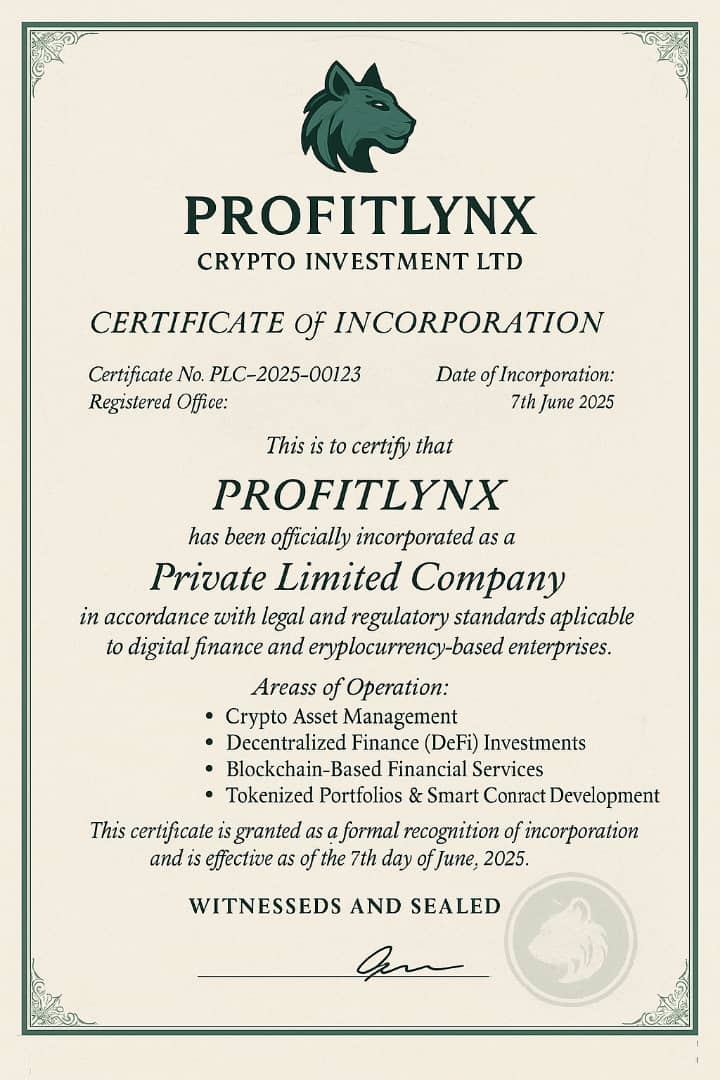 PROFITLYNX
CRYPTO INVESTMENT LTD
CERTIFICATE of INCORPORATION
Certificate No. PLC–2025–00123
Date of Incorporation:
Registered Office:
7th June 2025
This is to certify that
PROFITLYNX
has been officially incorporated as a
Private Limited Company
in accordance with legal and regulatory standards aplicable
to digital finance and eryplocurrency-based enterprises.
Areass of Operation:
• Crypto Asset Management
• Decentralized Finance (DeFi) Investments
• Blockchain-Based Financial Services
• Tokenized Portfolios & Smart Conract Development
This certificate is granted as a formal recognition of incorporation
and is effective as of the 7th day of June, 2025.
WITNESSEDS AND SEALED